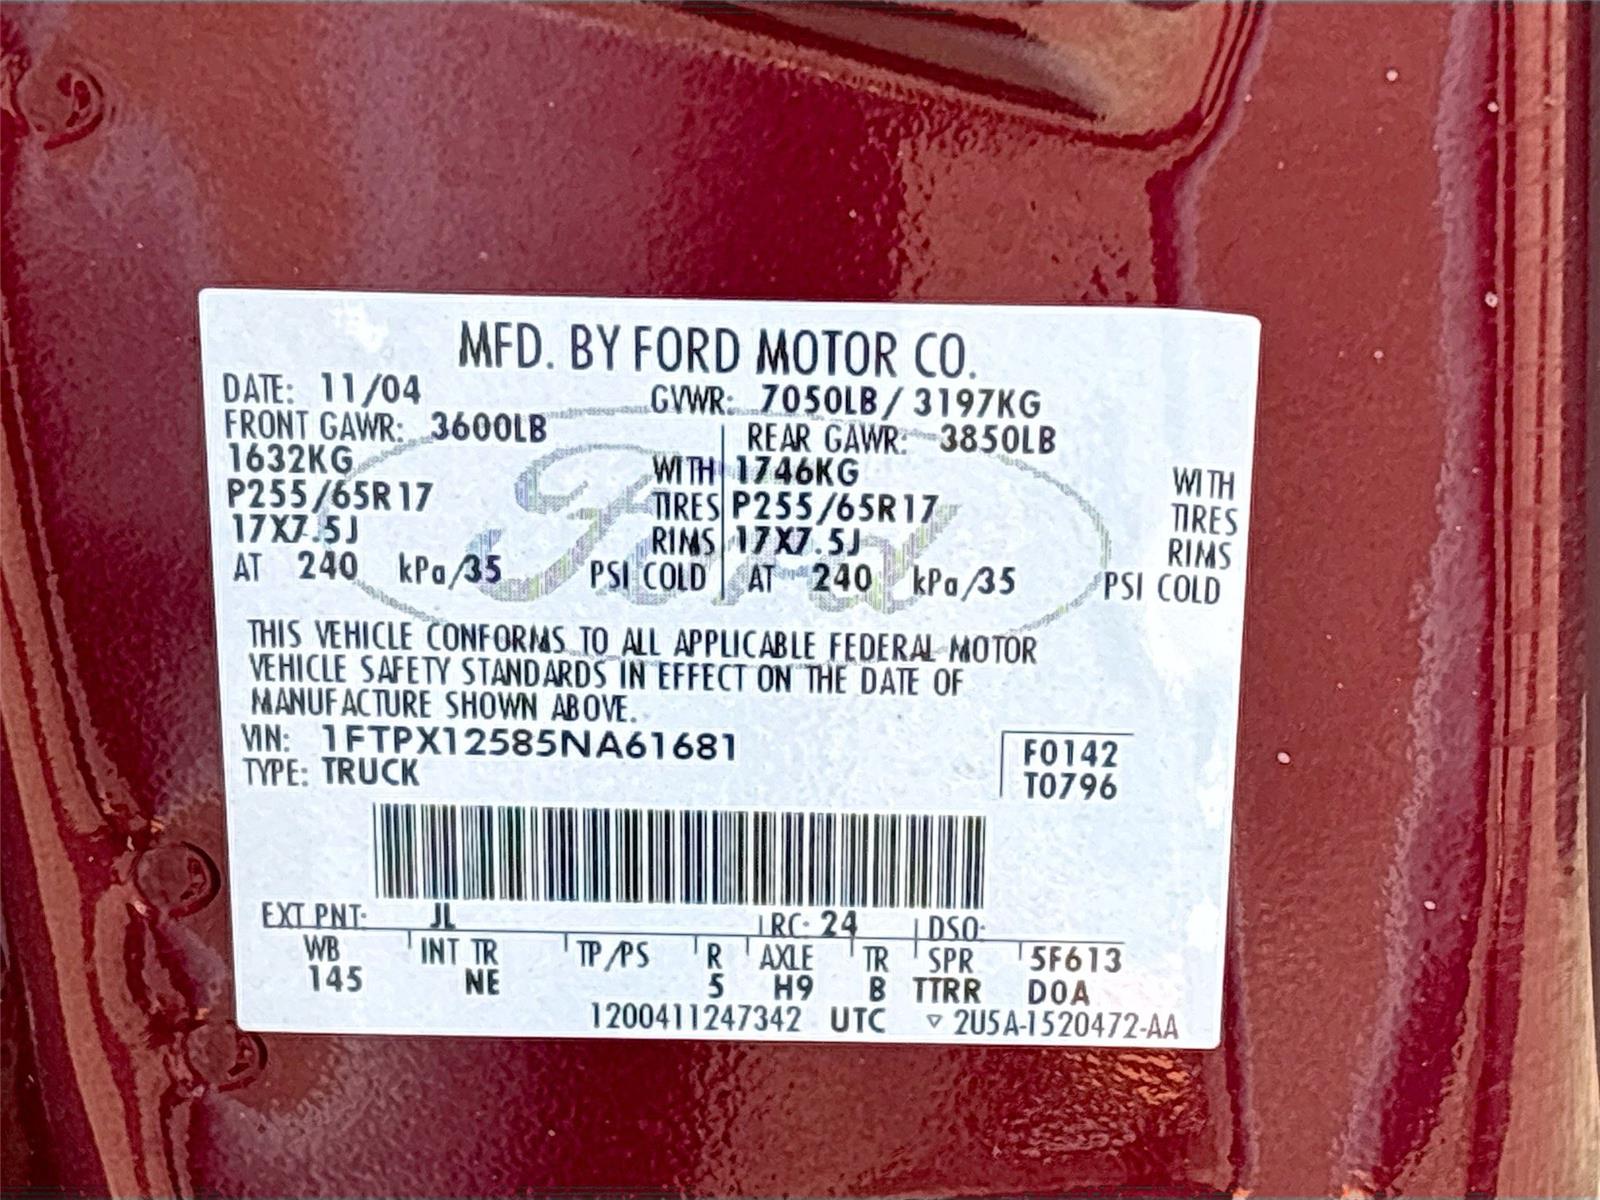 MFD. BY FORD MOTOR CO.
DATE: 11/04 GVWR: 7050LB / 3197KG
FRONT GAWR: 3600LB REAR GAWR: 3850LB
1632KG WITH 1746KG WITH
P255/65R17 TIRES P255/65R17 TIRES
17X7.5J RIMS 17X7.5J RIMS
AT 240 kPa/35 PSI COLD AT 240 kPa/35 PSI COLD
Ford
THIS VEHICLE CONFORMS TO ALL APPLICABLE FEDERAL MOTOR
VEHICLE SAFETY STANDARDS IN EFFECT ON THE DATE OF
MANUFACTURE SHOWN ABOVE.
VIN: 1FTPX12585NA61681 F0142
TYPE: TRUCK T0796
EXT PNT: JL RC: 24 DSO:
WB INT TR TP/PS R AXLE TR SPR 5F613
145 NE 5 H9 B TTRR D0A
1200411247342 UTC ▽ 2U5A-1520472-AA